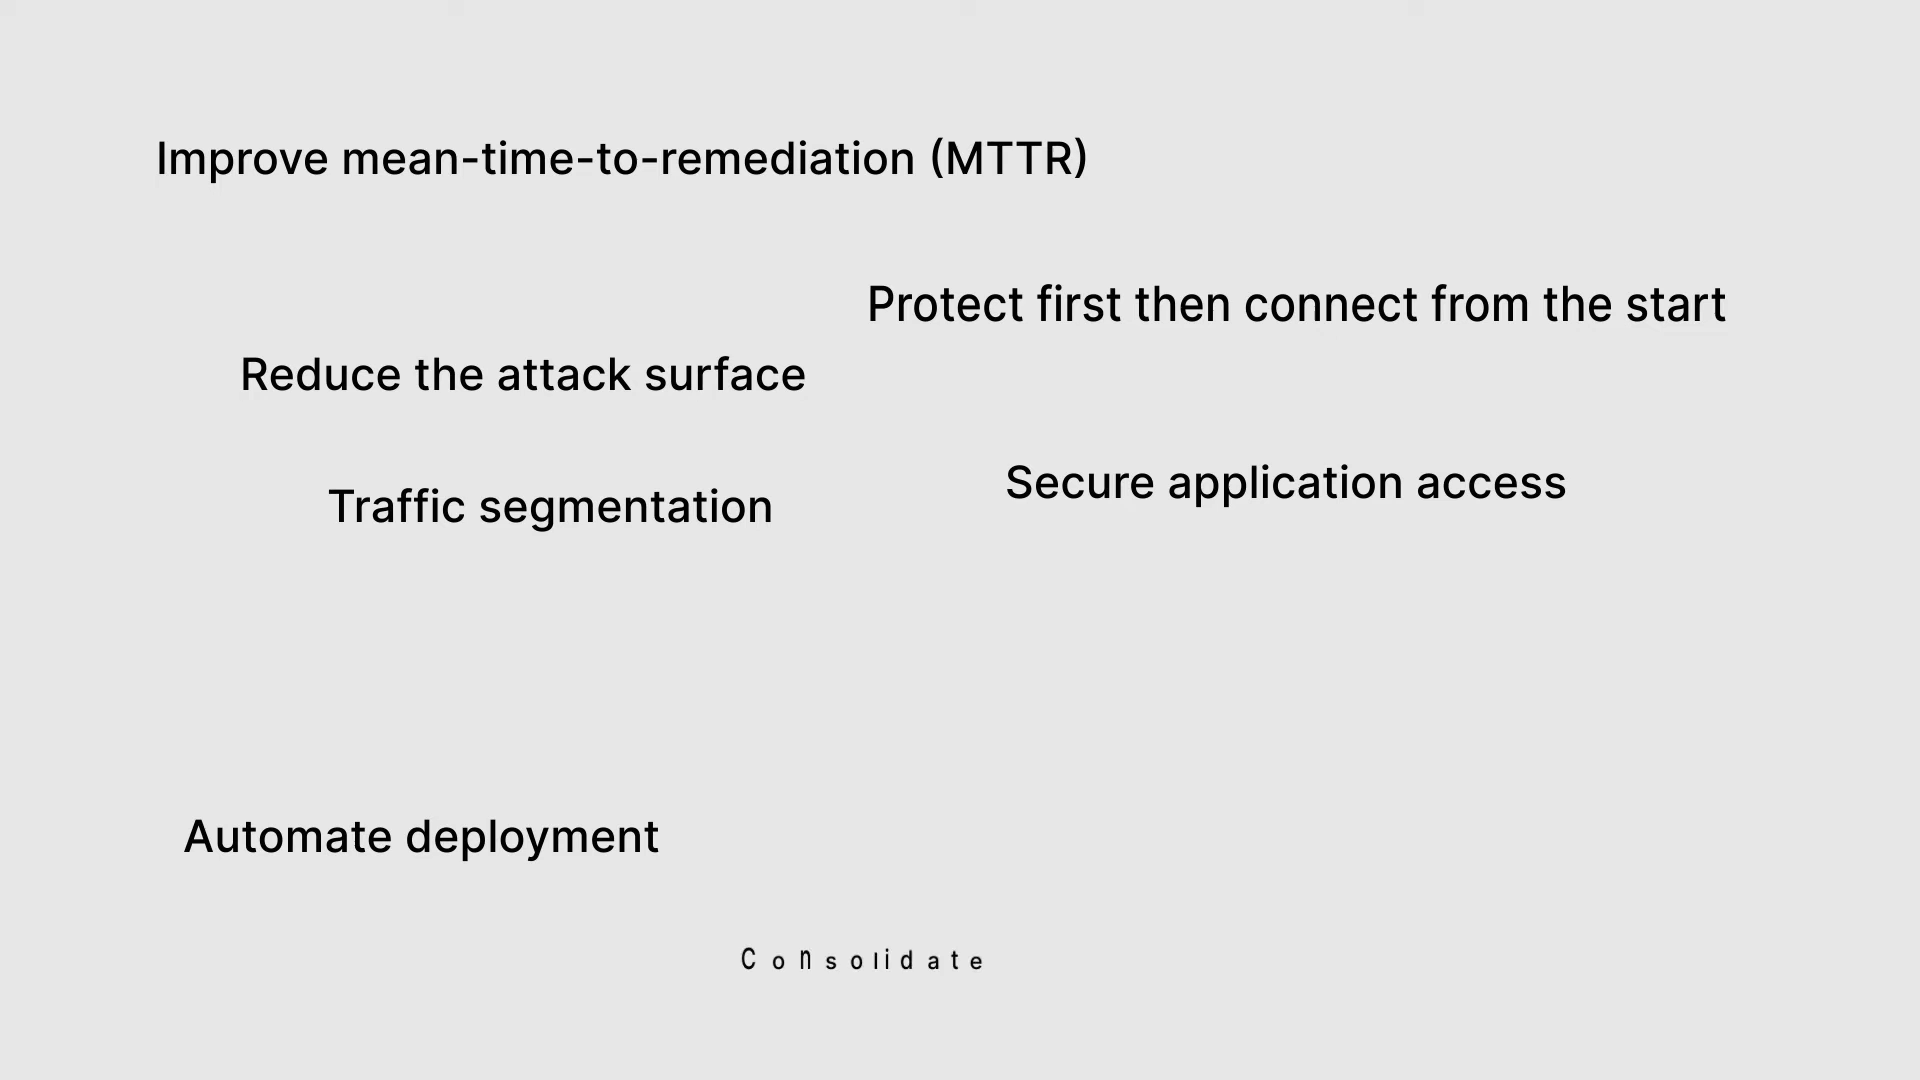 Improve mean-time-to-remediation (MTTR)
Protect first then connect from the start
Reduce the attack surface
Secure application access
Traffic segmentation
Automate deployment
Consolidate